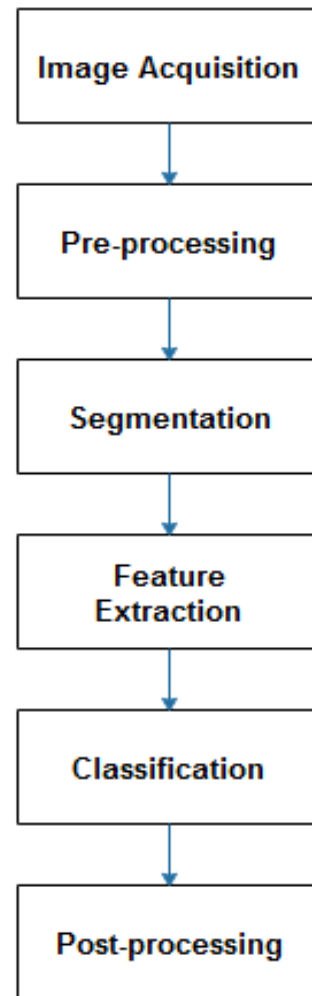 Image Acquisition
Pre-processing
Segmentation
Feature
Extraction
Classification
Post-processing